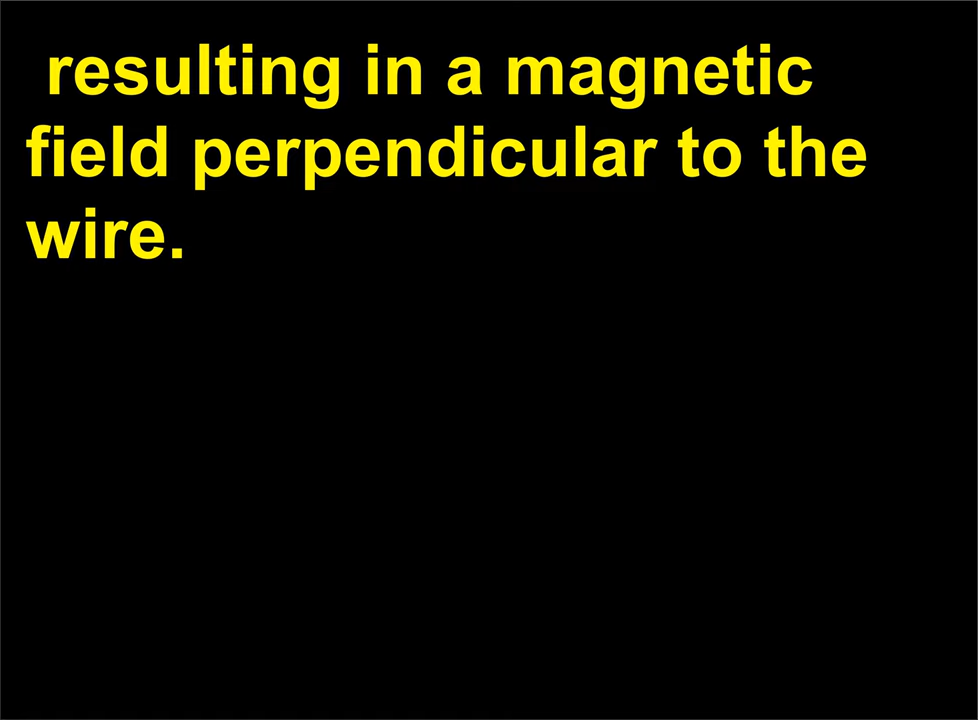 resulting in a magnetic
field perpendicular to the
wire.